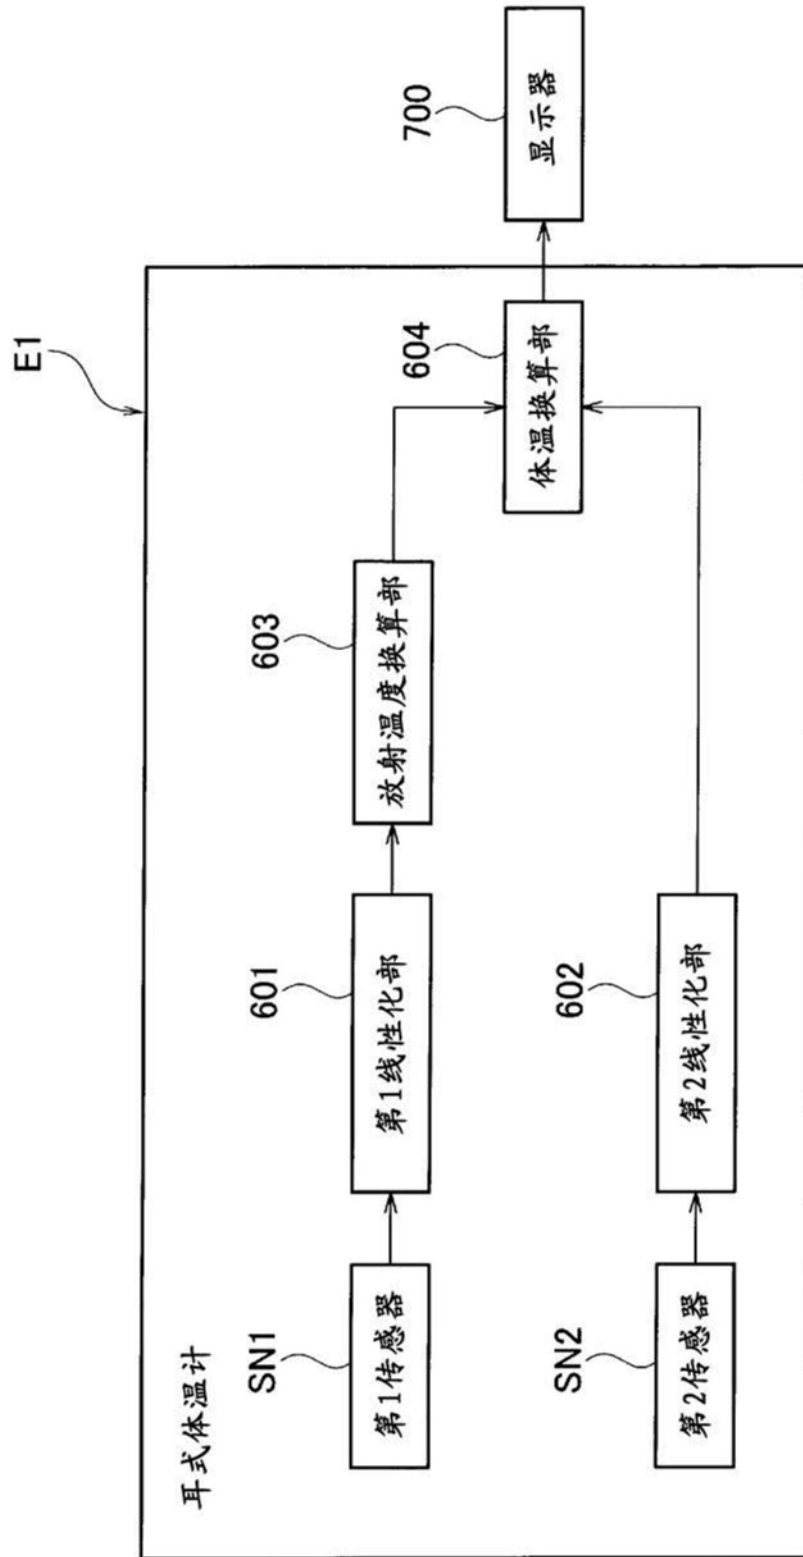 E1
耳式体温计
SN1
第1传感器
601
第1线性化部
603
放射温度换算部
604
体温换算部
700
显示器
SN2
第2传感器
602
第2线性化部